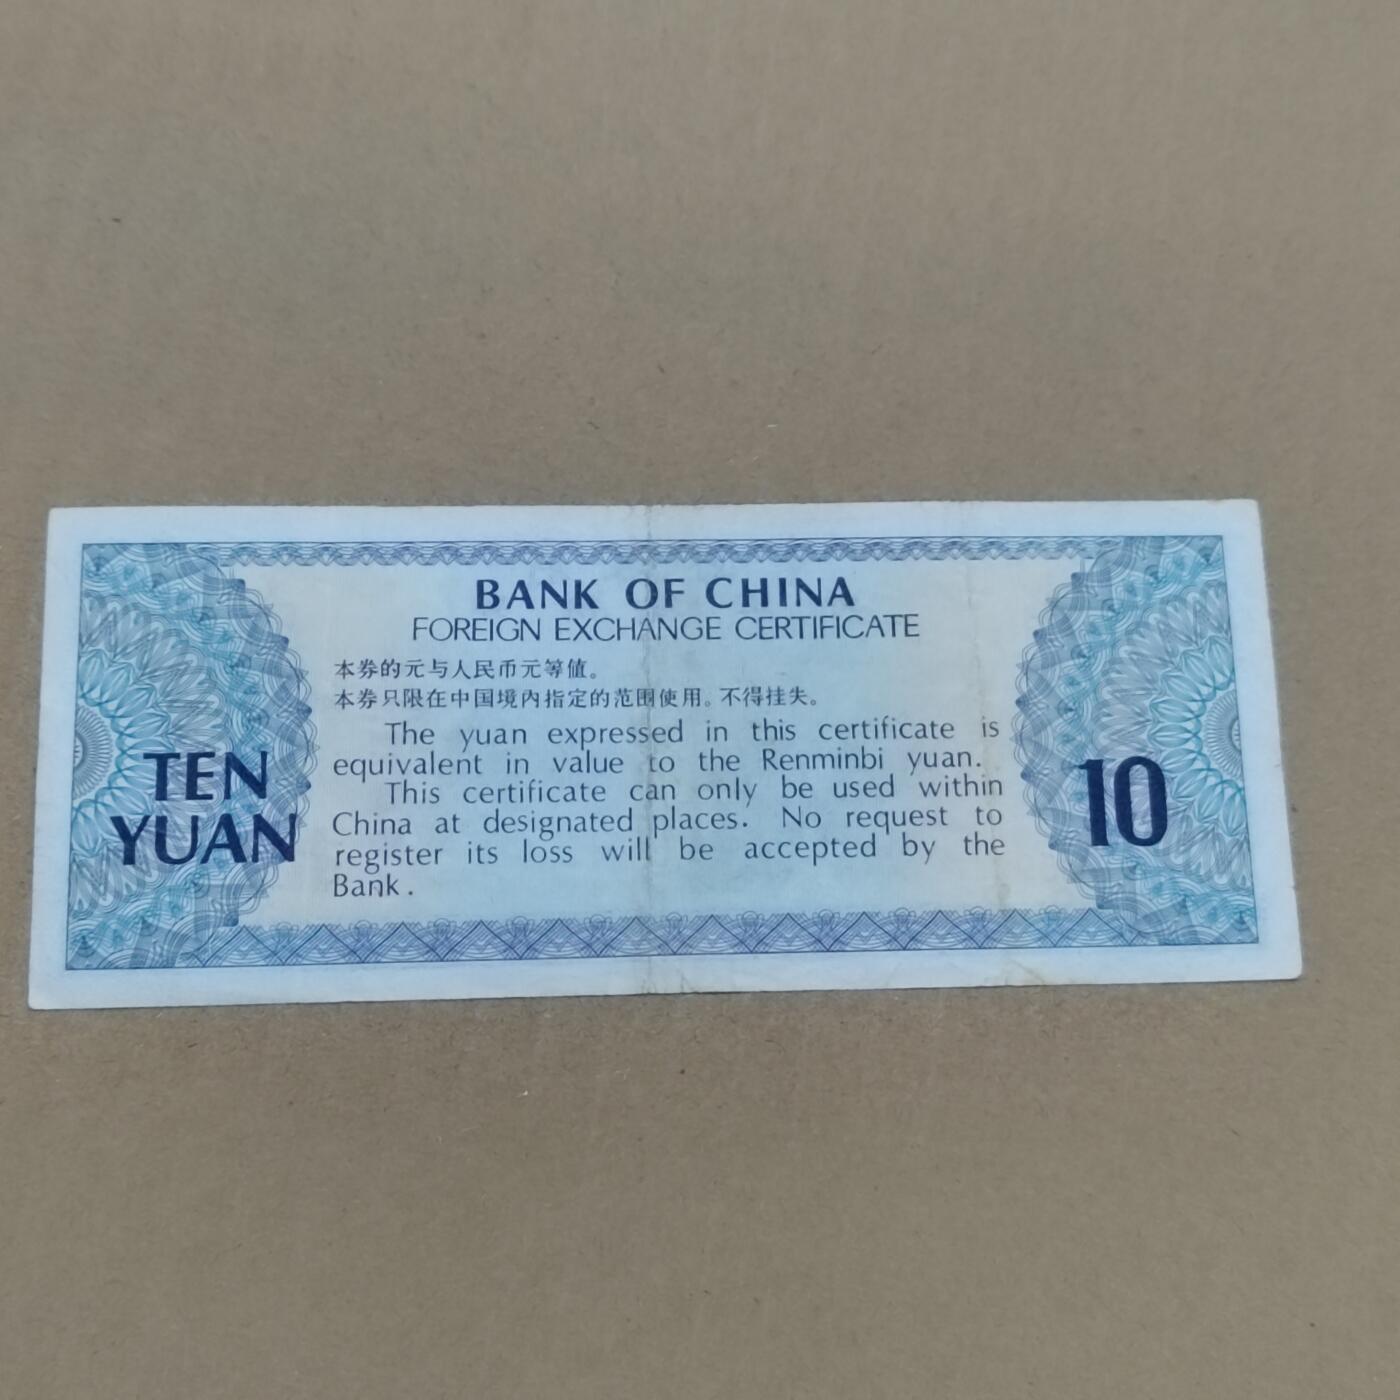 BANK OF CHINA
FOREIGN EXCHANGE CERTIFICATE
本券的元与人民币元等值。
本券只限在中国境内指定的范围使用。不得挂失。
The yuan expressed in this certificate is
equivalent in value to the Renminbi yuan.
This certificate can only be used within
China at designated places. No request to
register its loss will be accepted by the
Bank.
TEN
YUAN
10